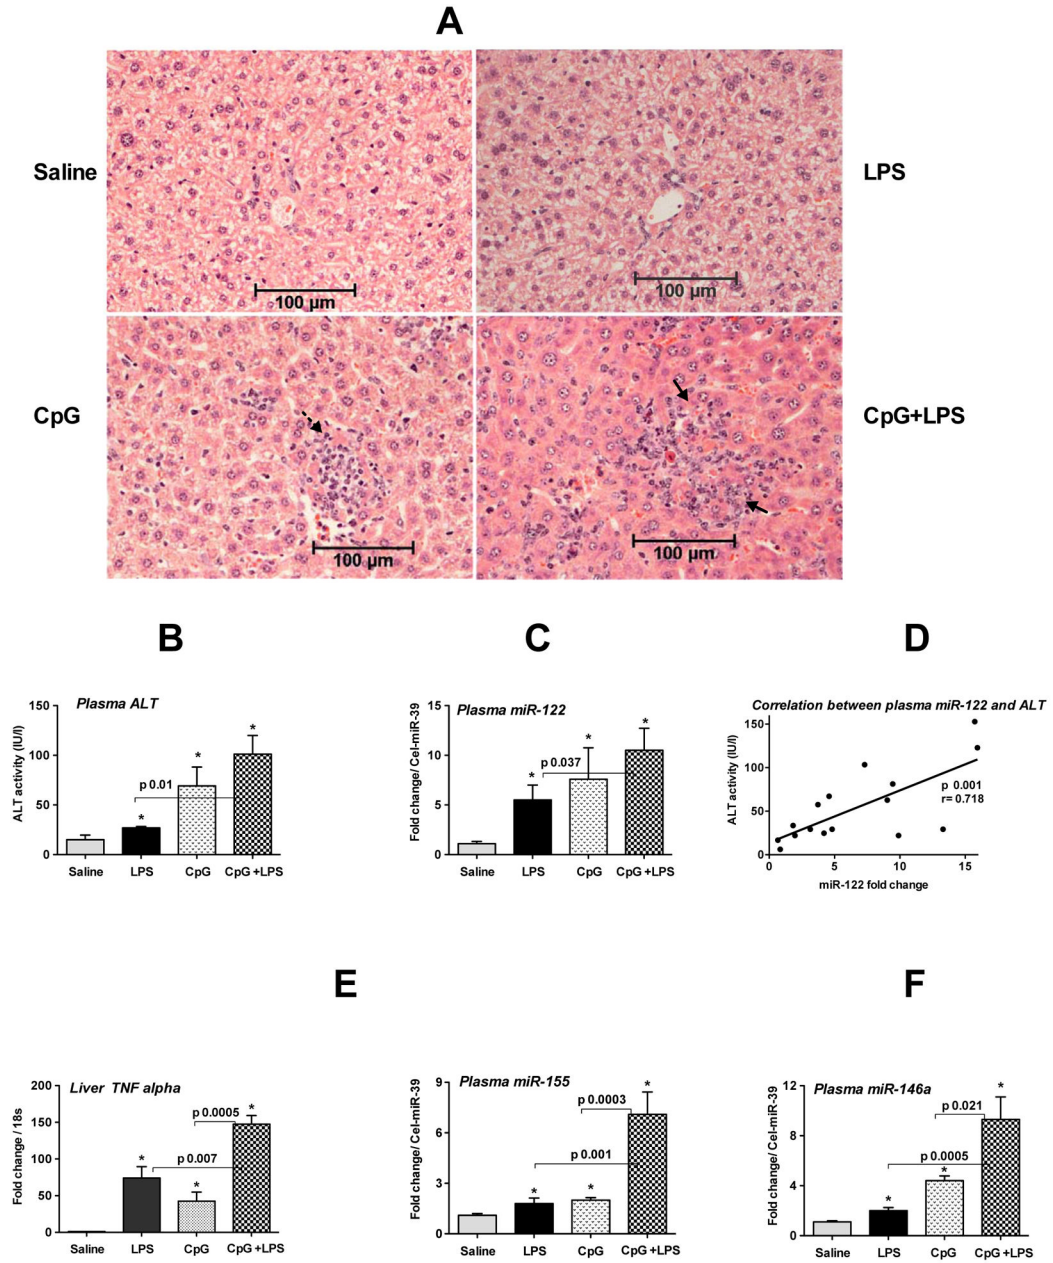 A
Saline
LPS
100 µm
100 µm
CpG
CpG+LPS
100 µm
100 µm
B
C
D
Plasma ALT
ALT activity (IU/l)
150
100
50
0
p 0.01
*
*
*
Saline LPS CpG CpG +LPS
Plasma miR-122
Fold change/ Cel-miR-39
15
10
5
0
p 0.037
*
*
*
Saline LPS CpG CpG +LPS
Correlation between plasma miR-122 and ALT
ALT activity (IU/l)
150
100
50
0
p 0.001
r= 0.718
0 5 10 15
miR-122 fold change
E
F
Liver TNF alpha
Fold change / 18s
200
150
100
50
0
p 0.0005
p 0.007
*
*
*
Saline LPS CpG CpG +LPS
Plasma miR-155
Fold change/ Cel-miR-39
9
6
3
0
p 0.0003
p 0.001
*
*
*
Saline LPS CpG CpG +LPS
Plasma miR-146a
Fold change/ Cel-miR-39
12
8
4
0
p 0.021
p 0.0005
*
*
*
Saline LPS CpG CpG +LPS